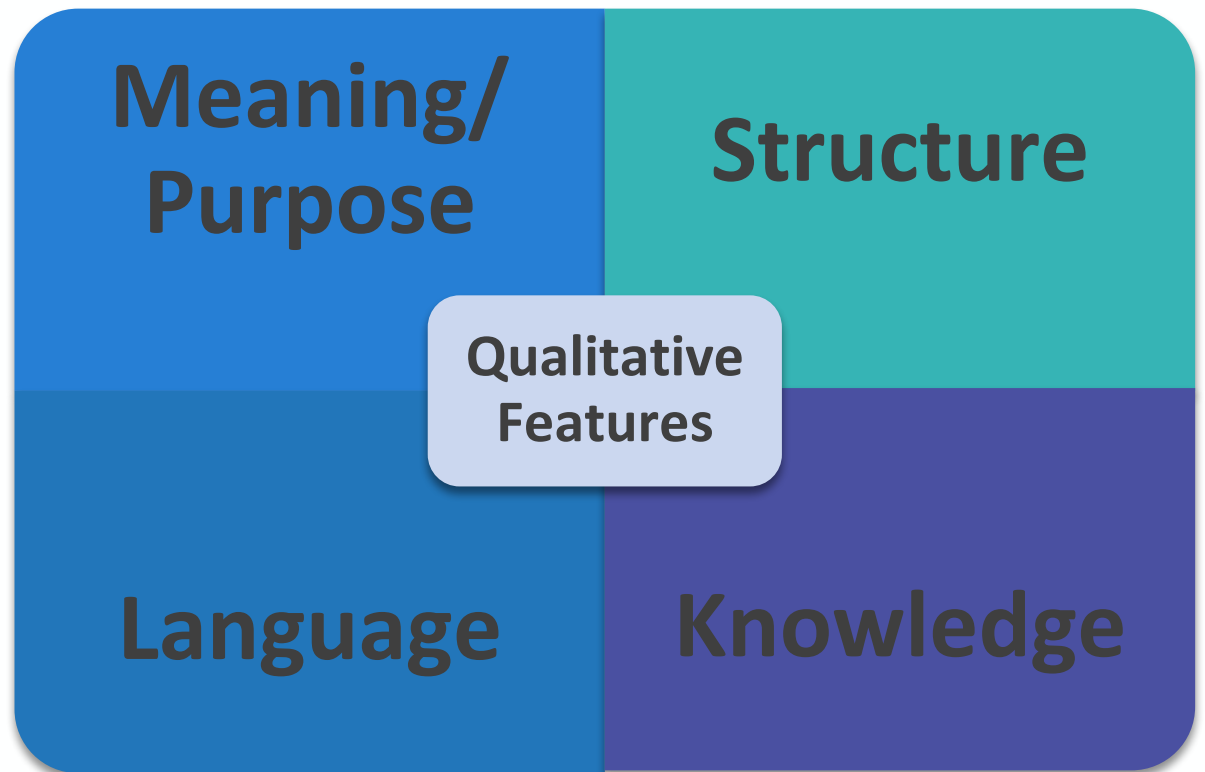 Meaning/
Purpose
Structure
Qualitative
Features
Language
Knowledge